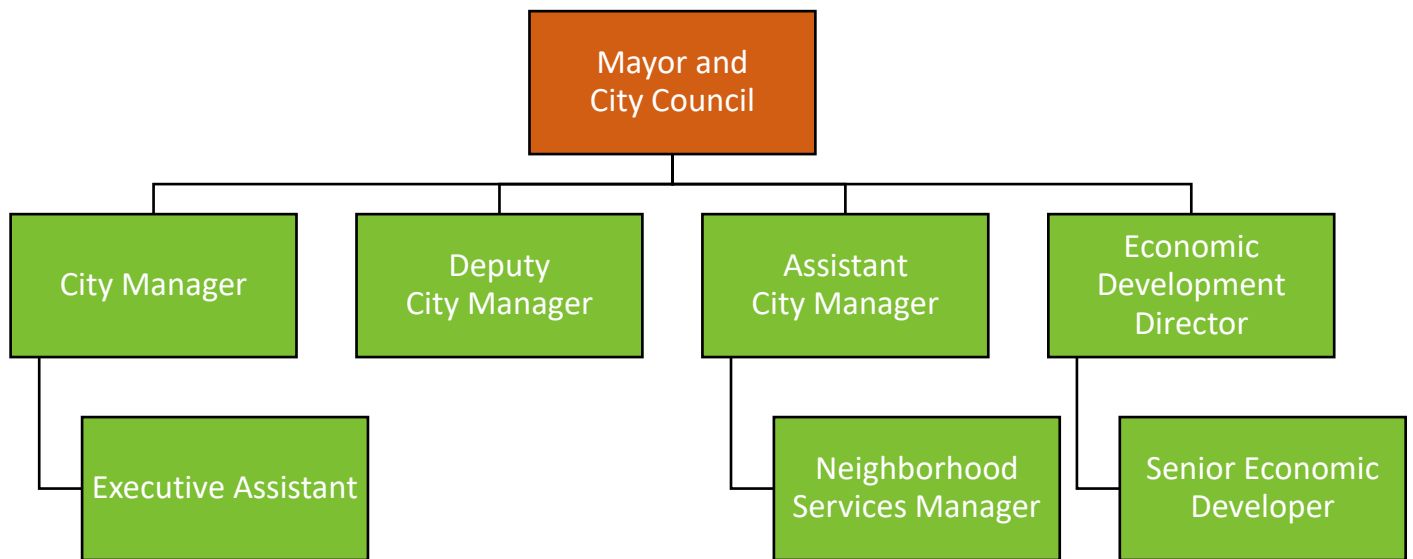 Mayor and
City Council
City Manager
Deputy
City Manager
Assistant
City Manager
Economic
Development
Director
Executive Assistant
Neighborhood
Services Manager
Senior Economic
Developer